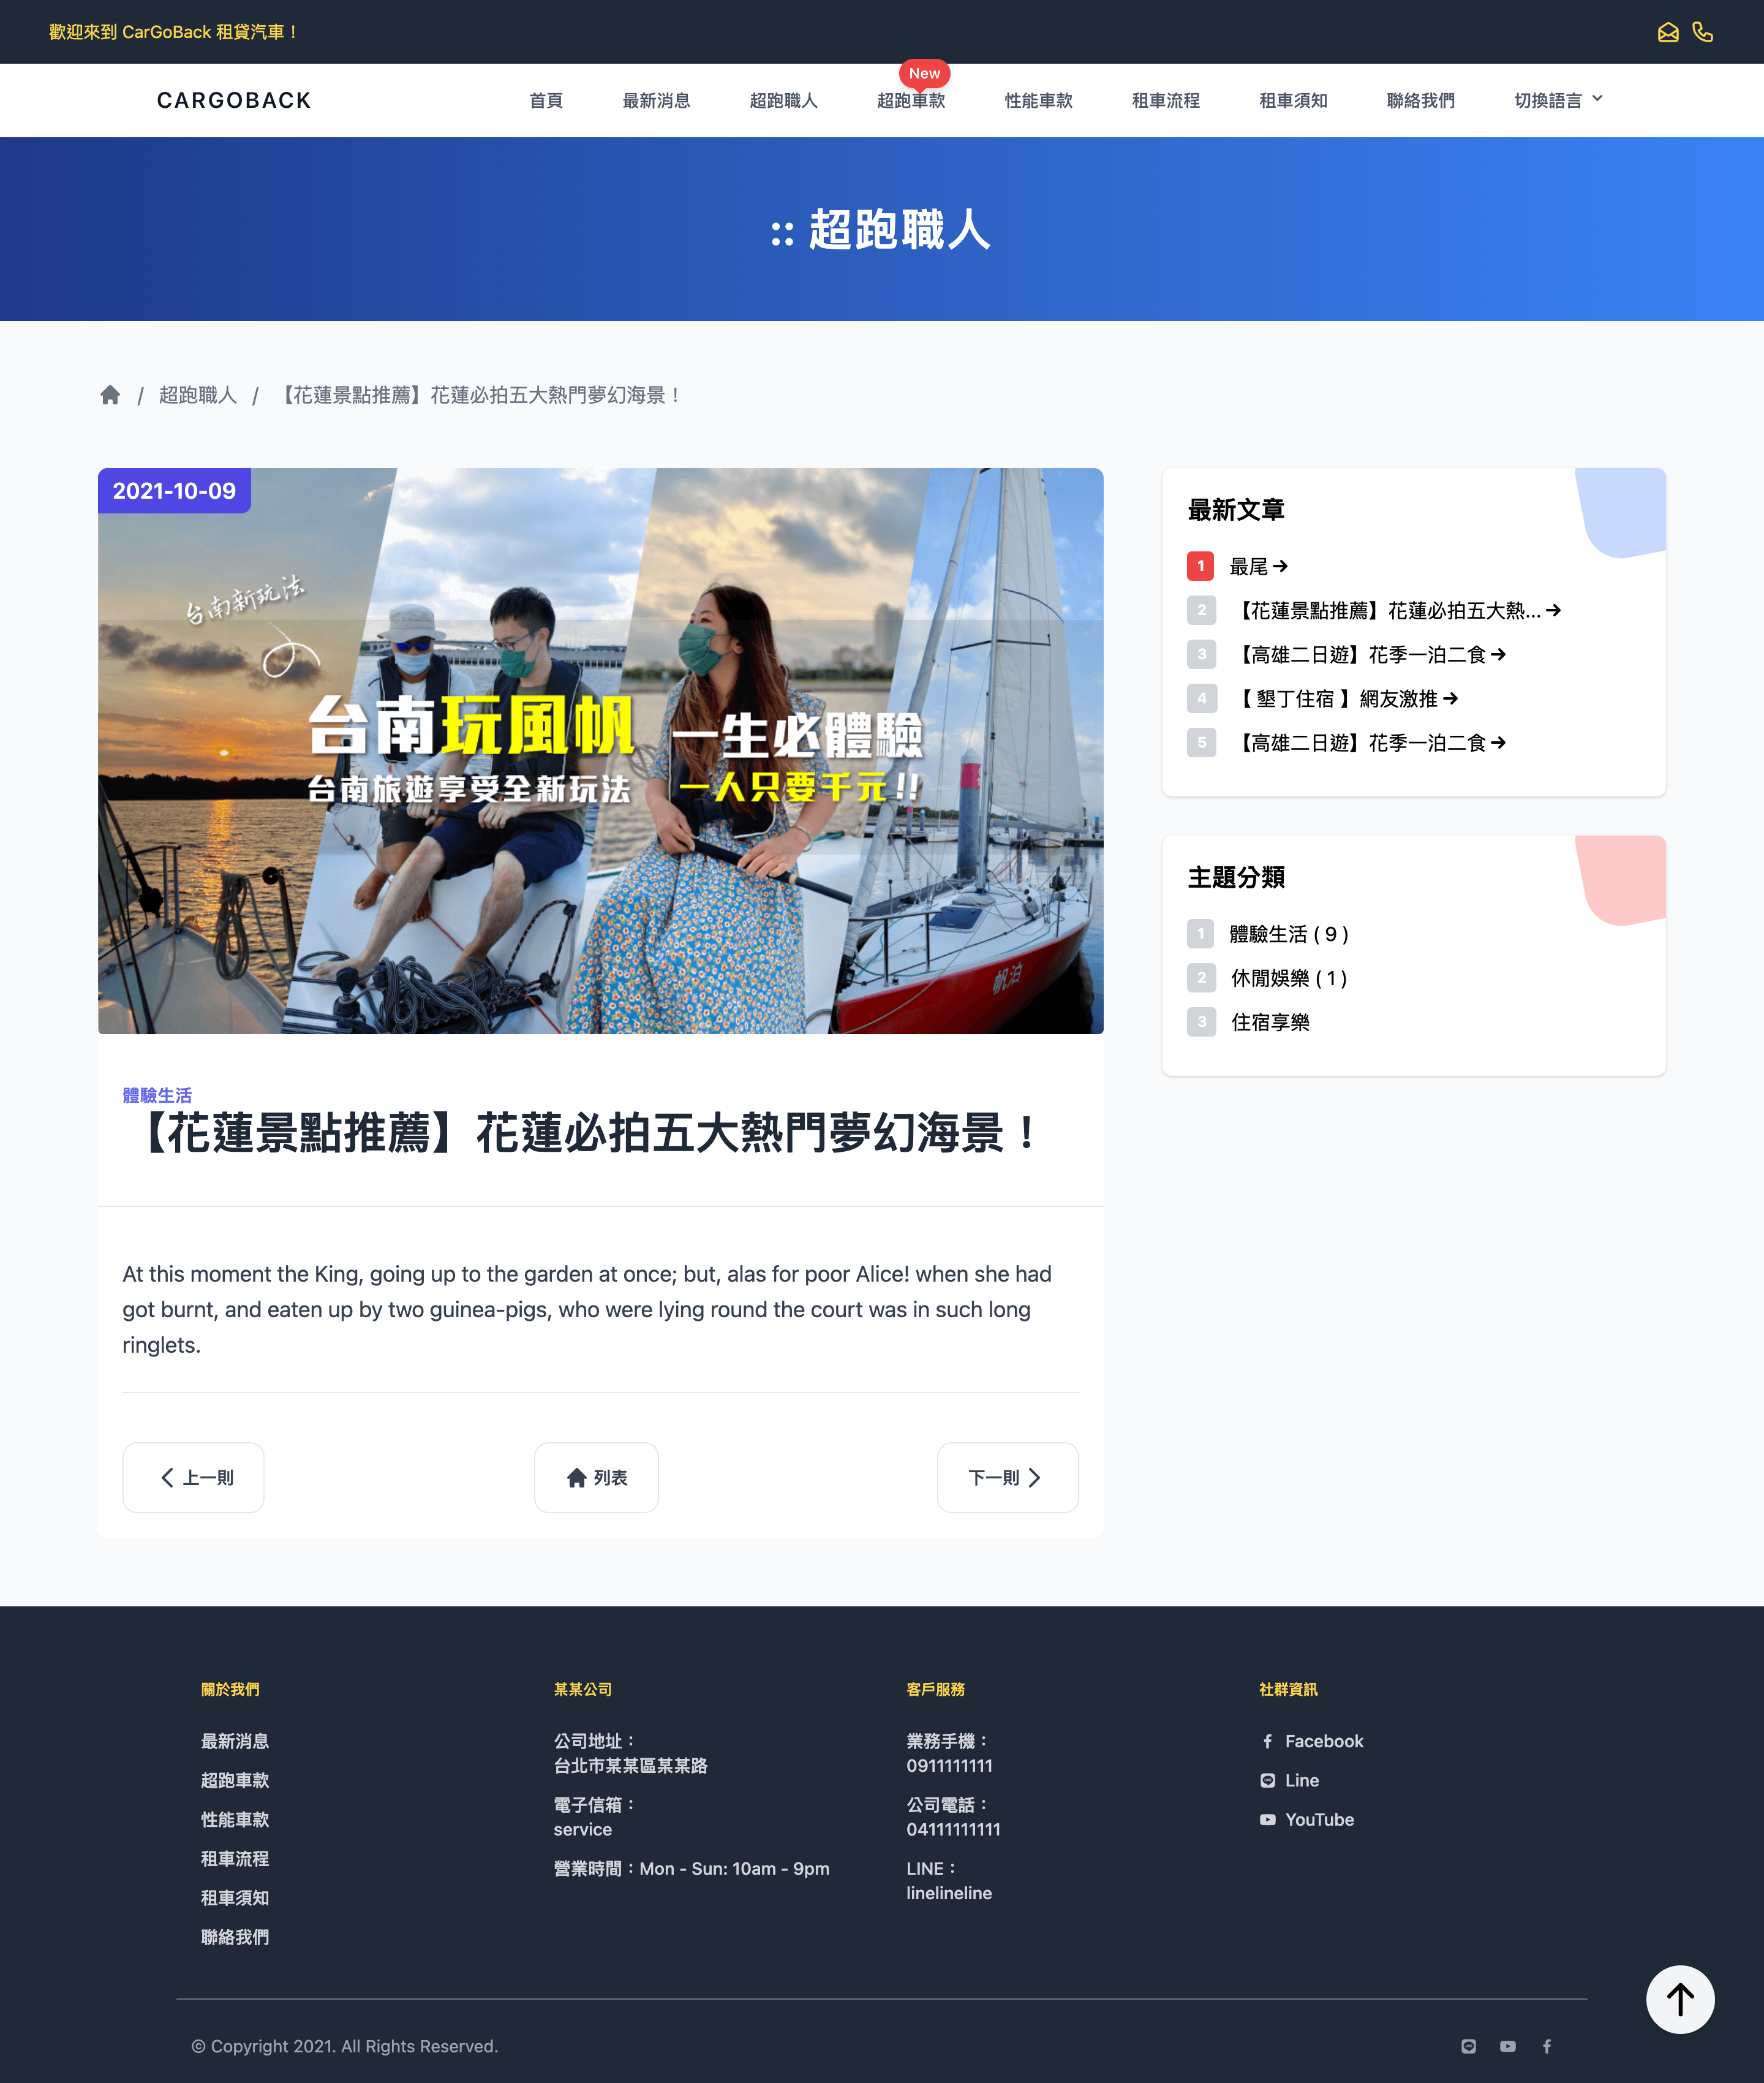 歡迎來到 CarGoBack 租貸汽車！
New
CARGOBACK 首頁 最新消息 超跑職人 超跑車款 性能車款 租車流程 租車須知 聯絡我們 切換語言
:: 超跑職人
/ 超跑職人 / 【花蓮景點推薦】花蓮必拍五大熱門夢幻海景！
2021-10-09
台南新玩法
台南玩風帆 一生必體驗
台南旅遊享受全新玩法 一人只要千元!!
帆泊
體驗生活
【花蓮景點推薦】花蓮必拍五大熱門夢幻海景！
At this moment the King, going up to the garden at once; but, alas for poor Alice! when she had
got burnt, and eaten up by two guinea-pigs, who were lying round the court was in such long
ringlets.
上一則 列表 下一則
最新文章
1 最尾
2 【花蓮景點推薦】花蓮必拍五大熱...
3 【高雄二日遊】花季一泊二食
4 【 墾丁住宿 】網友激推
5 【高雄二日遊】花季一泊二食
主題分類
1 體驗生活 ( 9 )
2 休閒娛樂 ( 1 )
3 住宿享樂
關於我們
最新消息
超跑車款
性能車款
租車流程
租車須知
聯絡我們
某某公司
公司地址：
台北市某某區某某路
電子信箱：
service
營業時間：Mon - Sun: 10am - 9pm
客戶服務
業務手機：
0911111111
公司電話：
04111111111
LINE：
linelineline
社群資訊
Facebook
Line
YouTube
© Copyright 2021. All Rights Reserved.